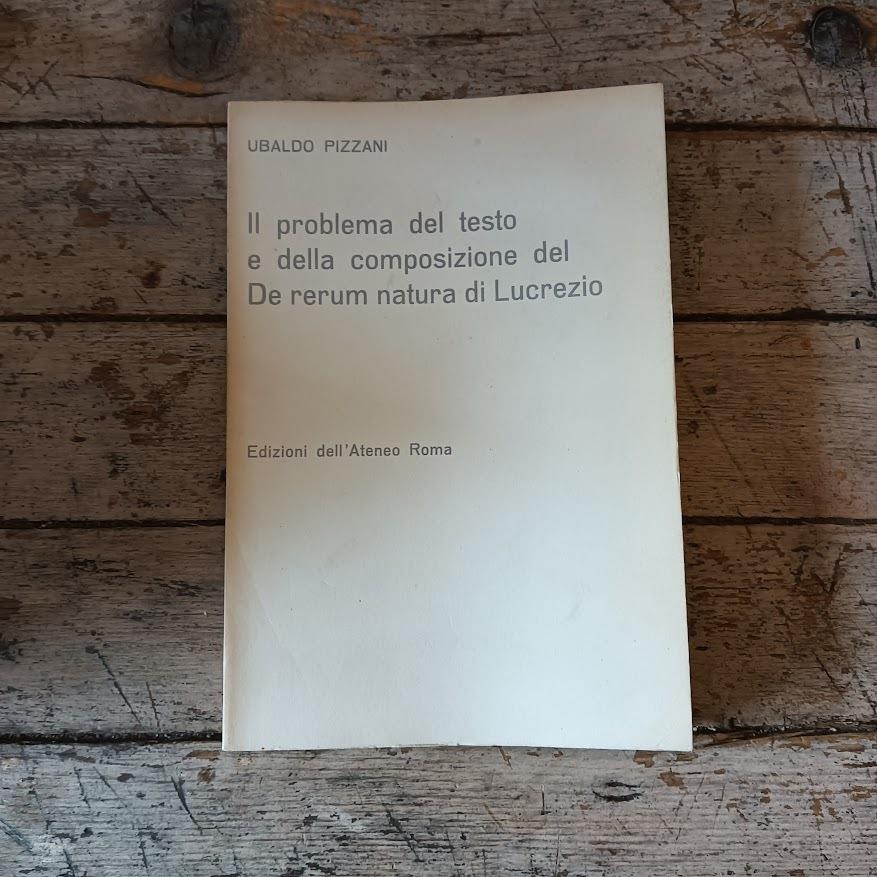 UBALDO PIZZANI
Il problema del testo
e della composizione del
De rerum natura di Lucrezio
Edizioni dell'Ateneo Roma